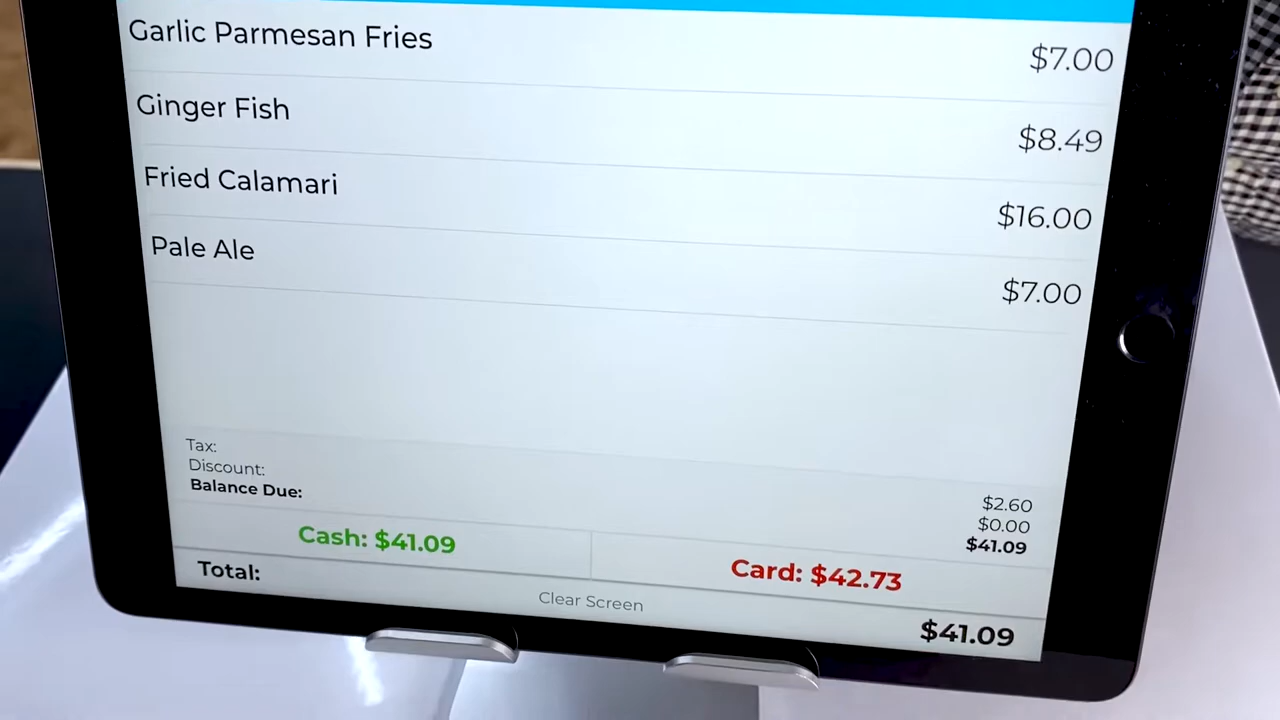 Garlic Parmesan Fries $7.00
Ginger Fish $8.49
Fried Calamari $16.00
Pale Ale $7.00
Tax: $2.60
Discount: $0.00
Balance Due: $41.09
Cash: $41.09 Card: $42.73
Total: $41.09
Clear Screen